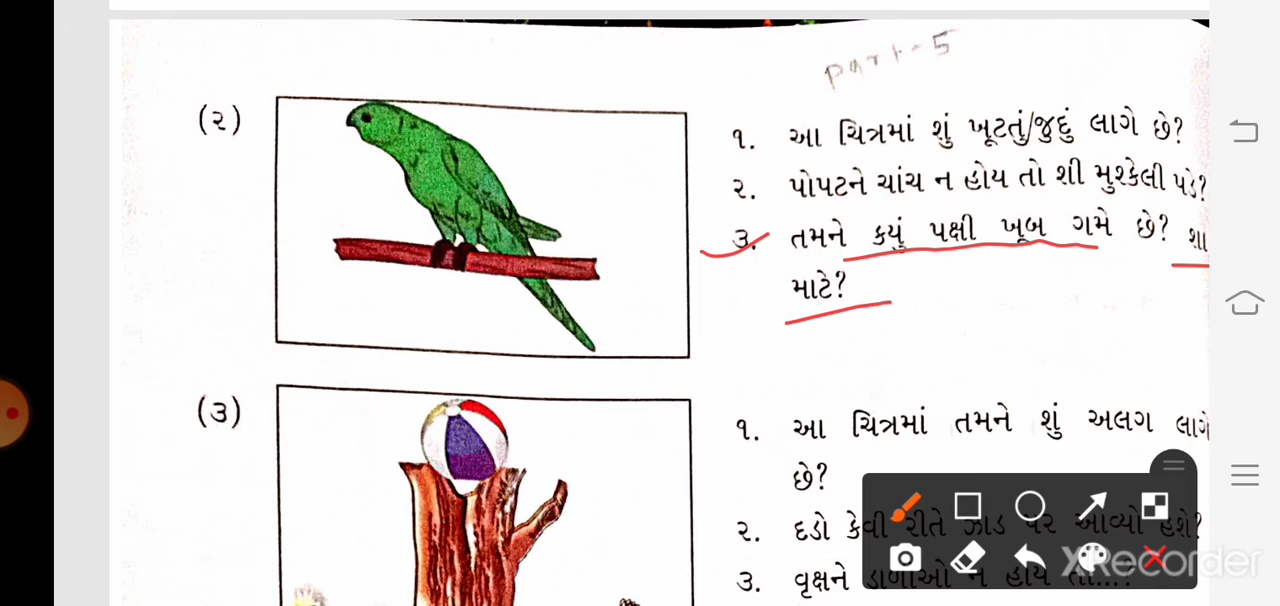 Part-5
(૨)
૧. આ ચિત્રમાં શું ખૂટતું/જુદું લાગે છે?
૨. પોપટને ચાંચ ન હોય તો શી મુશ્કેલી પડે?
૩. તમને કયું પક્ષી ખૂબ ગમે છે? શા
માટે?
(૩)
૧. આ ચિત્રમાં તમને શું અલગ લાગે
છે?
૨. દડો કેવી રીતે ઝાડ પર આવ્યો હશે?
૩. વૃક્ષને ડાળીઓ ન હોય તો...?
XRecorder